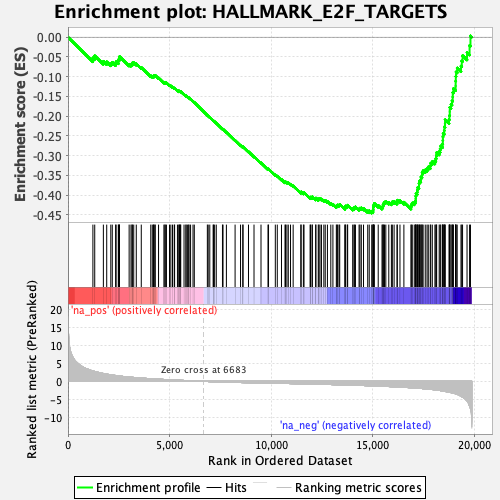 Enrichment plot: HALLMARK_E2F_TARGETS
Enrichment score (ES)
0.00
-0.05
-0.10
-0.15
-0.20
-0.25
-0.30
-0.35
-0.40
-0.45
'na_pos' (positively correlated)
Ranked list metric (PreRanked)
20
15
10
5
0
-5
-10
Zero cross at 6683
'na_neg' (negatively correlated)
0
5,000
10,000
15,000
20,000
Rank in Ordered Dataset
Enrichment profile
Hits
Ranking metric scores